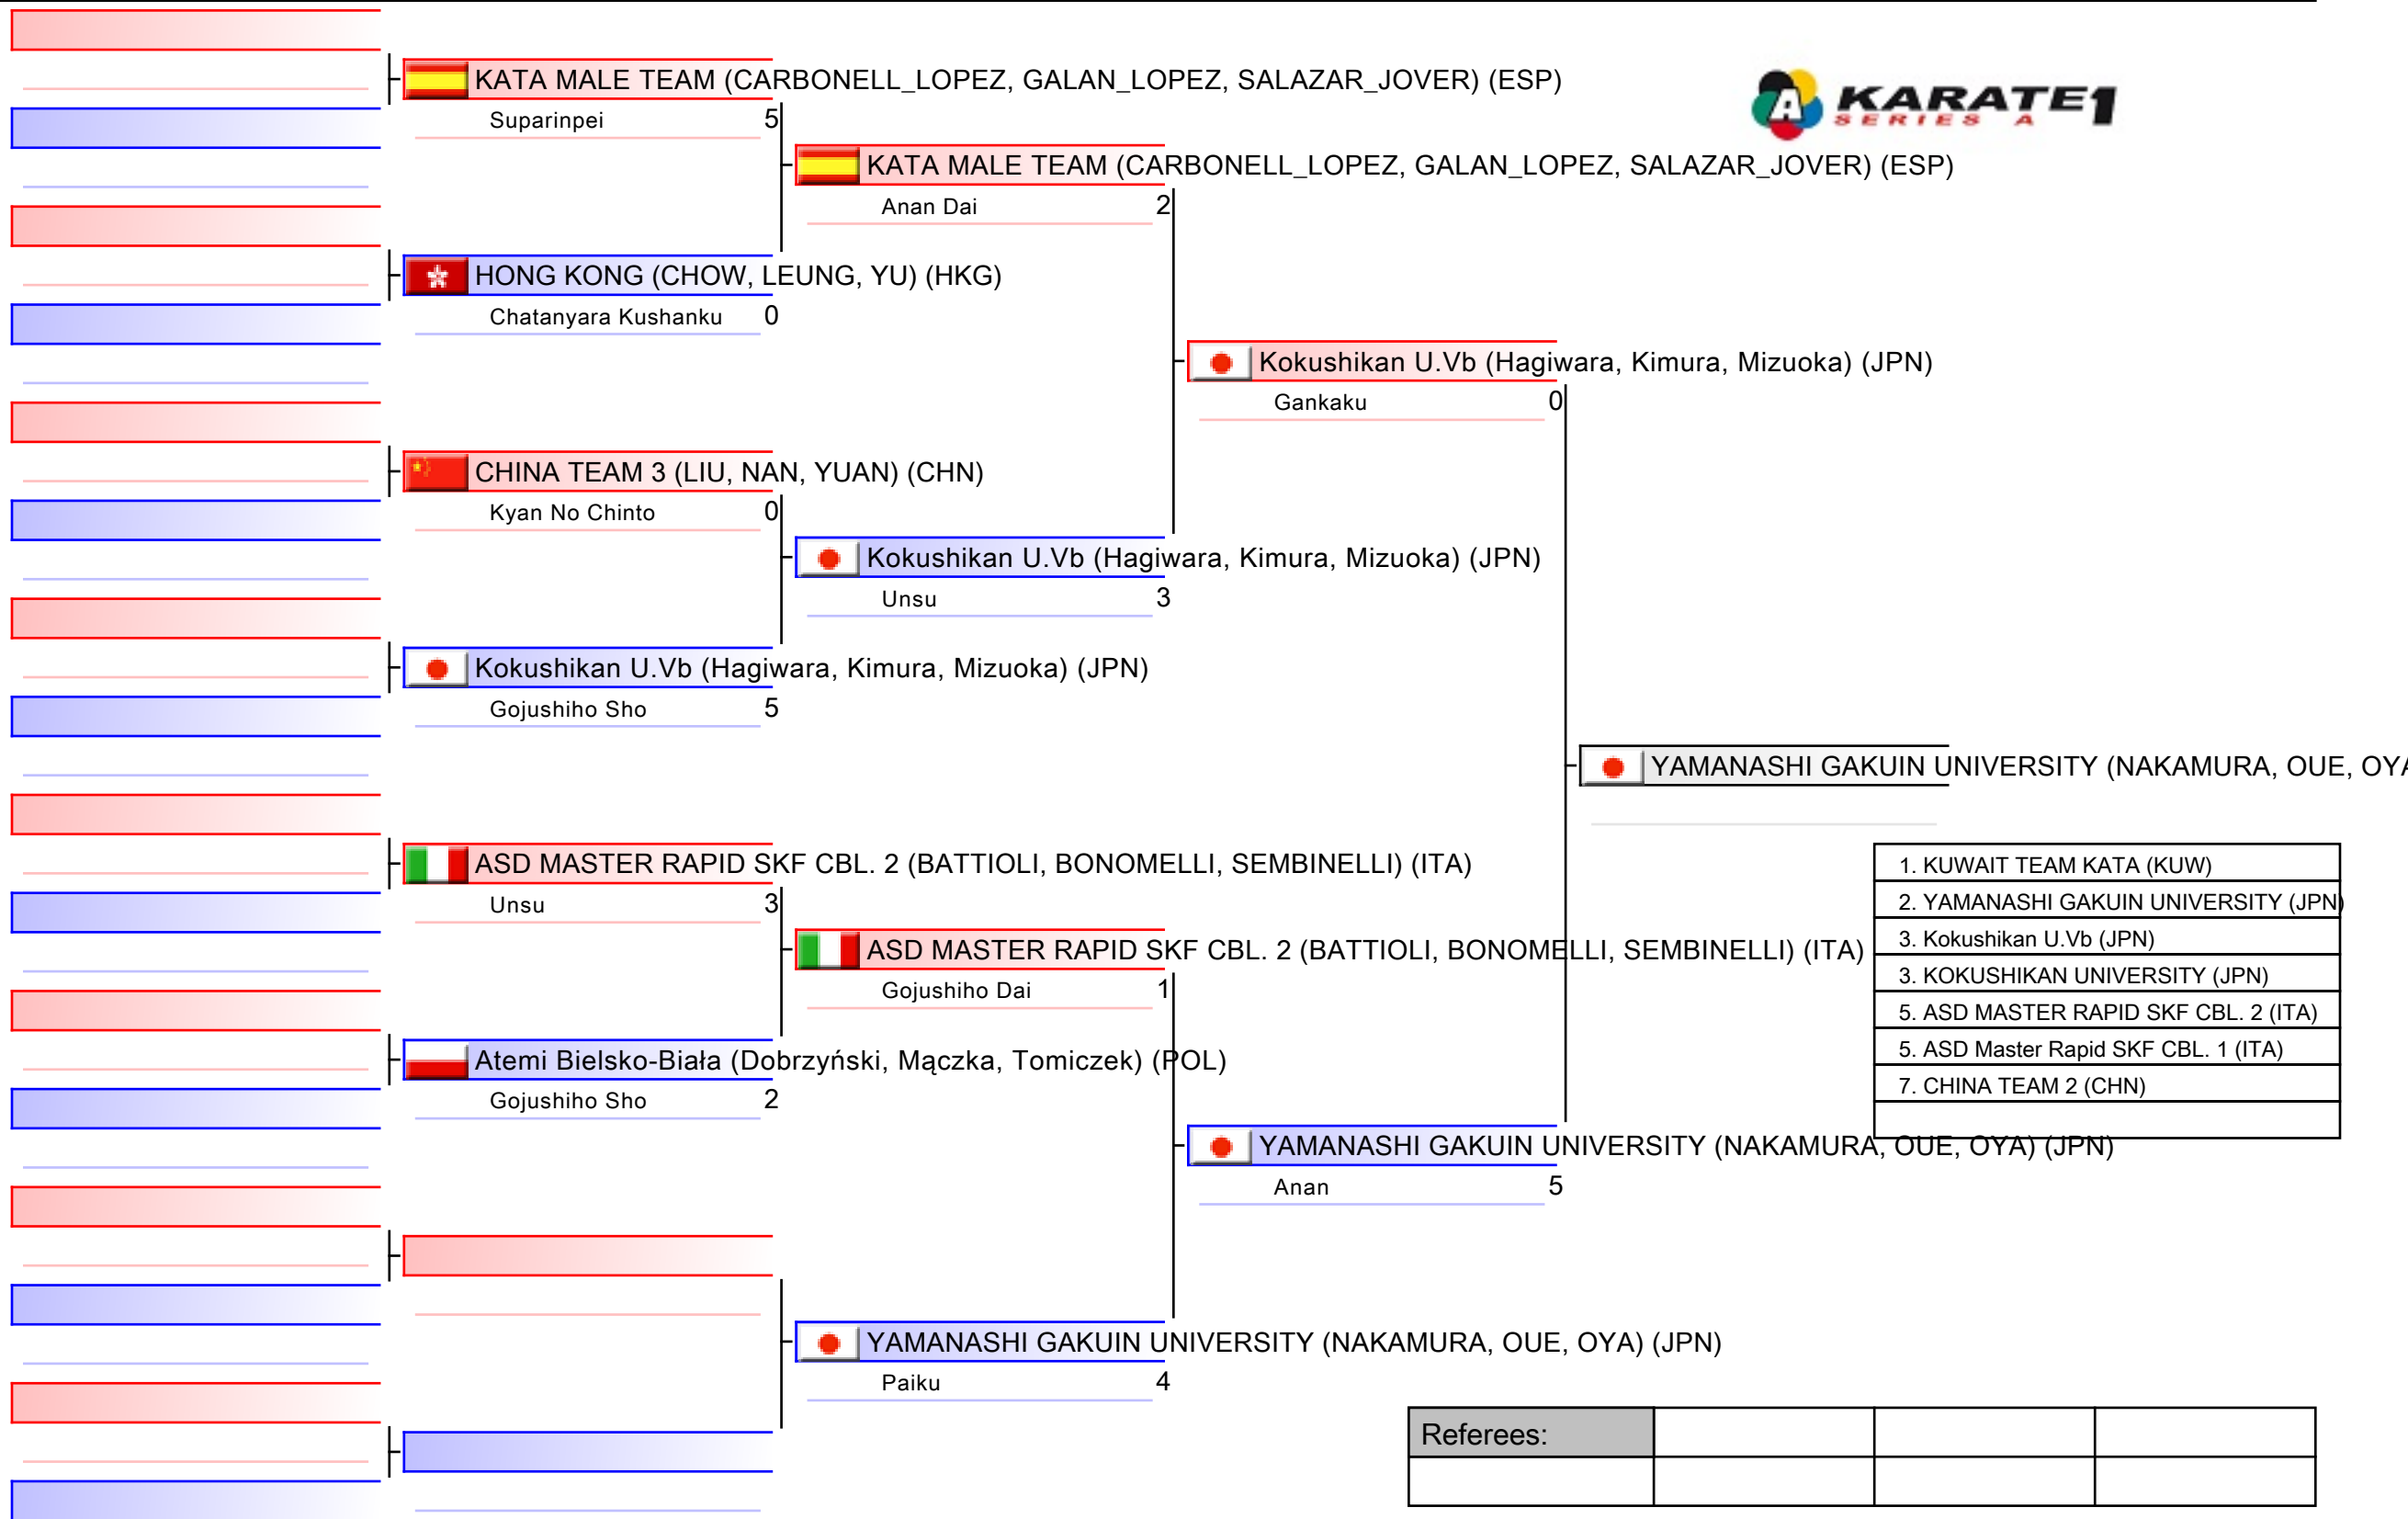 KATA MALE TEAM (CARBONELL_LOPEZ, GALAN_LOPEZ, SALAZAR_JOVER) (ESP)
Suparinpei 5
A KARATE1
SERIES A
KATA MALE TEAM (CARBONELL_LOPEZ, GALAN_LOPEZ, SALAZAR_JOVER) (ESP)
Anan Dai 2
HONG KONG (CHOW, LEUNG, YU) (HKG)
Chatanyara Kushanku 0
Kokushikan U.Vb (Hagiwara, Kimura, Mizuoka) (JPN)
Gankaku 0
CHINA TEAM 3 (LIU, NAN, YUAN) (CHN)
Kyan No Chinto 0
Kokushikan U.Vb (Hagiwara, Kimura, Mizuoka) (JPN)
Unsu 3
Kokushikan U.Vb (Hagiwara, Kimura, Mizuoka) (JPN)
Gojushiho Sho 5
YAMANASHI GAKUIN UNIVERSITY (NAKAMURA, OUE, OYA
ASD MASTER RAPID SKF CBL. 2 (BATTIOLI, BONOMELLI, SEMBINELLI) (ITA)
Unsu 3
ASD MASTER RAPID SKF CBL. 2 (BATTIOLI, BONOMELLI, SEMBINELLI) (ITA)
Gojushiho Dai 1
1. KUWAIT TEAM KATA (KUW)
2. YAMANASHI GAKUIN UNIVERSITY (JPN)
3. Kokushikan U.Vb (JPN)
3. KOKUSHIKAN UNIVERSITY (JPN)
5. ASD MASTER RAPID SKF CBL. 2 (ITA)
5. ASD Master Rapid SKF CBL. 1 (ITA)
7. CHINA TEAM 2 (CHN)
Atemi Bielsko-Biała (Dobrzyński, Mączka, Tomiczek) (POL)
Gojushiho Sho 2
YAMANASHI GAKUIN UNIVERSITY (NAKAMURA, OUE, OYA) (JPN)
Anan 5
YAMANASHI GAKUIN UNIVERSITY (NAKAMURA, OUE, OYA) (JPN)
Paiku 4
Referees: